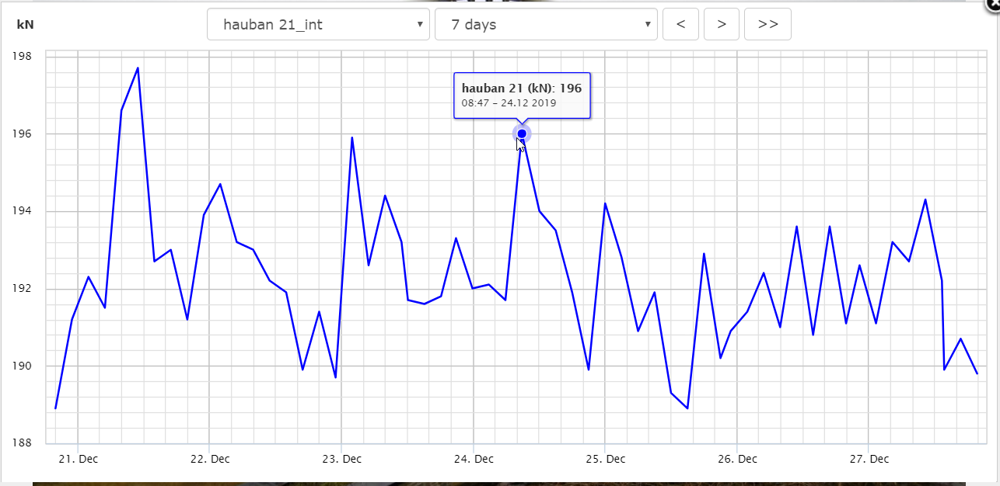 kN
hauban 21_int
7 days
<
>
>>
198
196
194
192
190
188
hauban 21 (kN): 196
08:47 – 24.12 2019
21. Dec
22. Dec
23. Dec
24. Dec
25. Dec
26. Dec
27. Dec